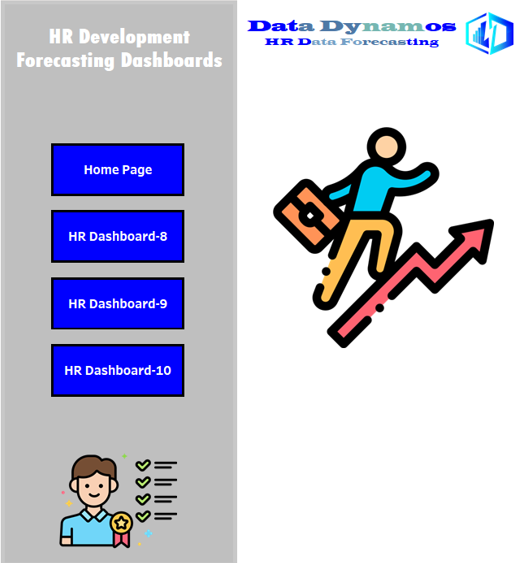 HR Development
Forecasting Dashboards
Data Dynamos
HR Data Forecasting
Home Page
HR Dashboard-8
HR Dashboard-9
HR Dashboard-10